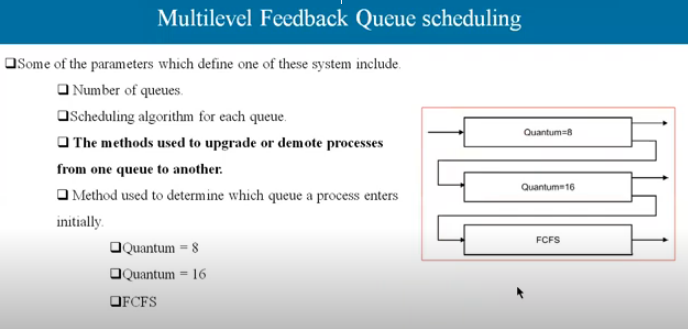 Multilevel Feedback Queue scheduling
❑Some of the parameters which define one of these system include.
❑ Number of queues.
❑Scheduling algorithm for each queue.
❑ The methods used to upgrade or demote processes
from one queue to another.
❑ Method used to determine which queue a process enters
initially.
❑Quantum = 8
❑Quantum = 16
❑FCFS
Quantum=8
Quantum=16
FCFS